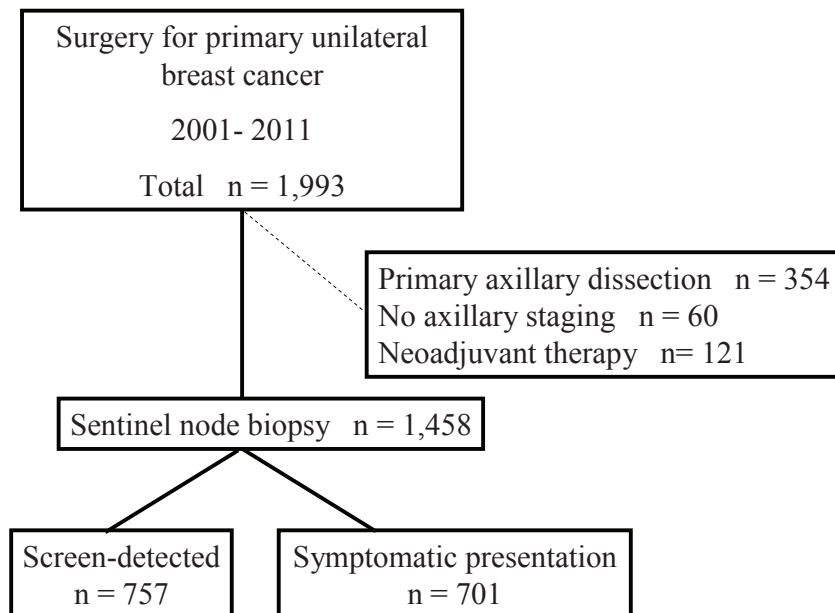 Surgery for primary unilateral
breast cancer
2001- 2011
Total n = 1,993
Primary axillary dissection n = 354
No axillary staging n = 60
Neoadjuvant therapy n= 121
Sentinel node biopsy n = 1,458
Screen-detected
n = 757
Symptomatic presentation
n = 701